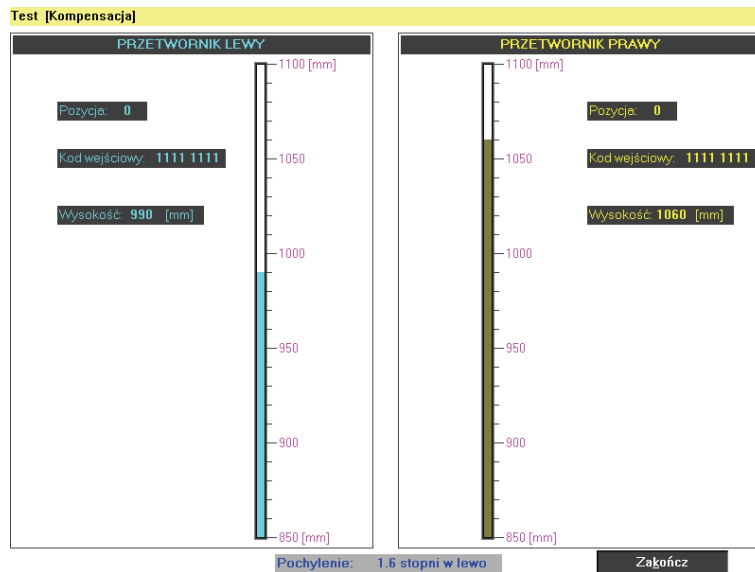 Test [Kompensacja]
PRZETWORNIK LEWY
1100 [mm]
Pozycja: 0
1050
Kod wejściowy: 1111 1111
Wysokość: 990 [mm]
1000
950
900
850 [mm]
PRZETWORNIK PRAWY
1100 [mm]
Pozycja: 0
1050
Kod wejściowy: 1111 1111
Wysokość: 1060 [mm]
1000
950
900
850 [mm]
Pochylenie: 1.6 stopni w lewo
Zakończ